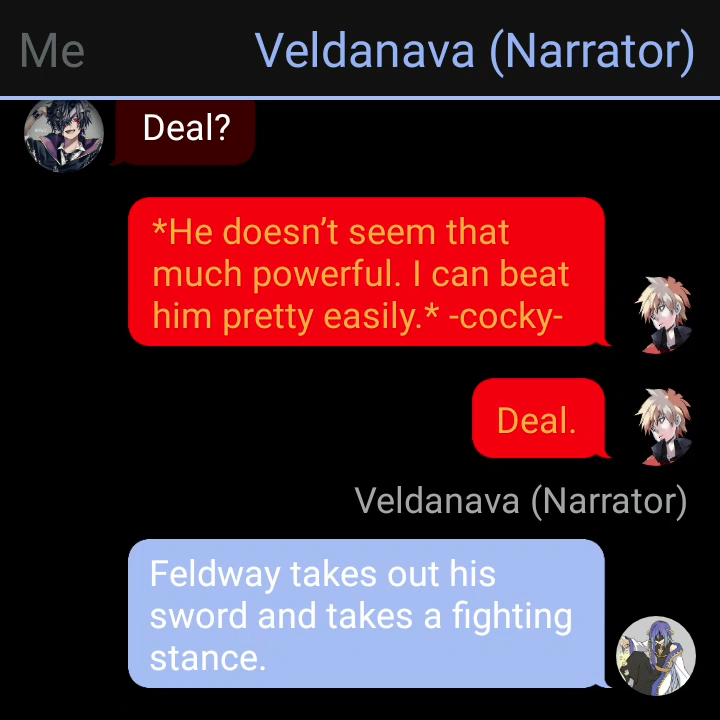 Me
Veldanava (Narrator)
Deal?
*He doesn’t seem that
much powerful. I can beat
him pretty easily.* -cocky-
Deal.
Veldanava (Narrator)
Feldway takes out his
sword and takes a fighting
stance.